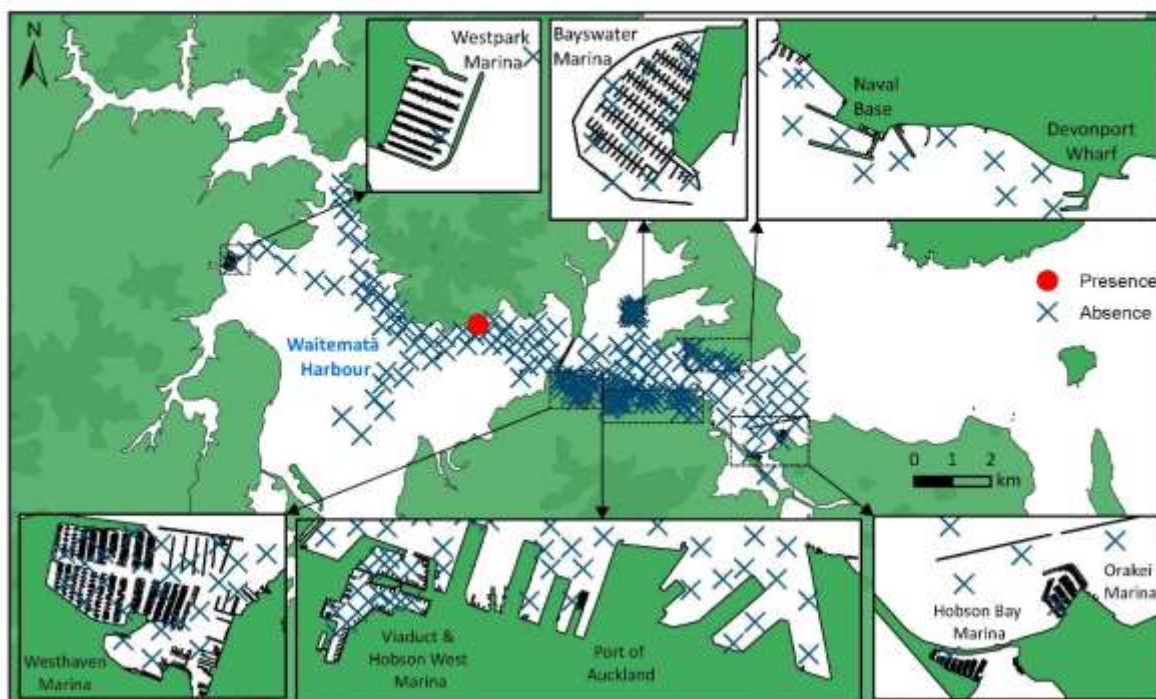 N
Westpark
Marina
Bayswater
Marina
Naval
Base
Devonport
Wharf
Presence
Absence
Waitematā
Harbour
0 1 2
km
Westhaven
Marina
Viaduct &
Hobson West
Marina
Port of
Auckland
Hobson Bay
Marina
Orakei
Marina